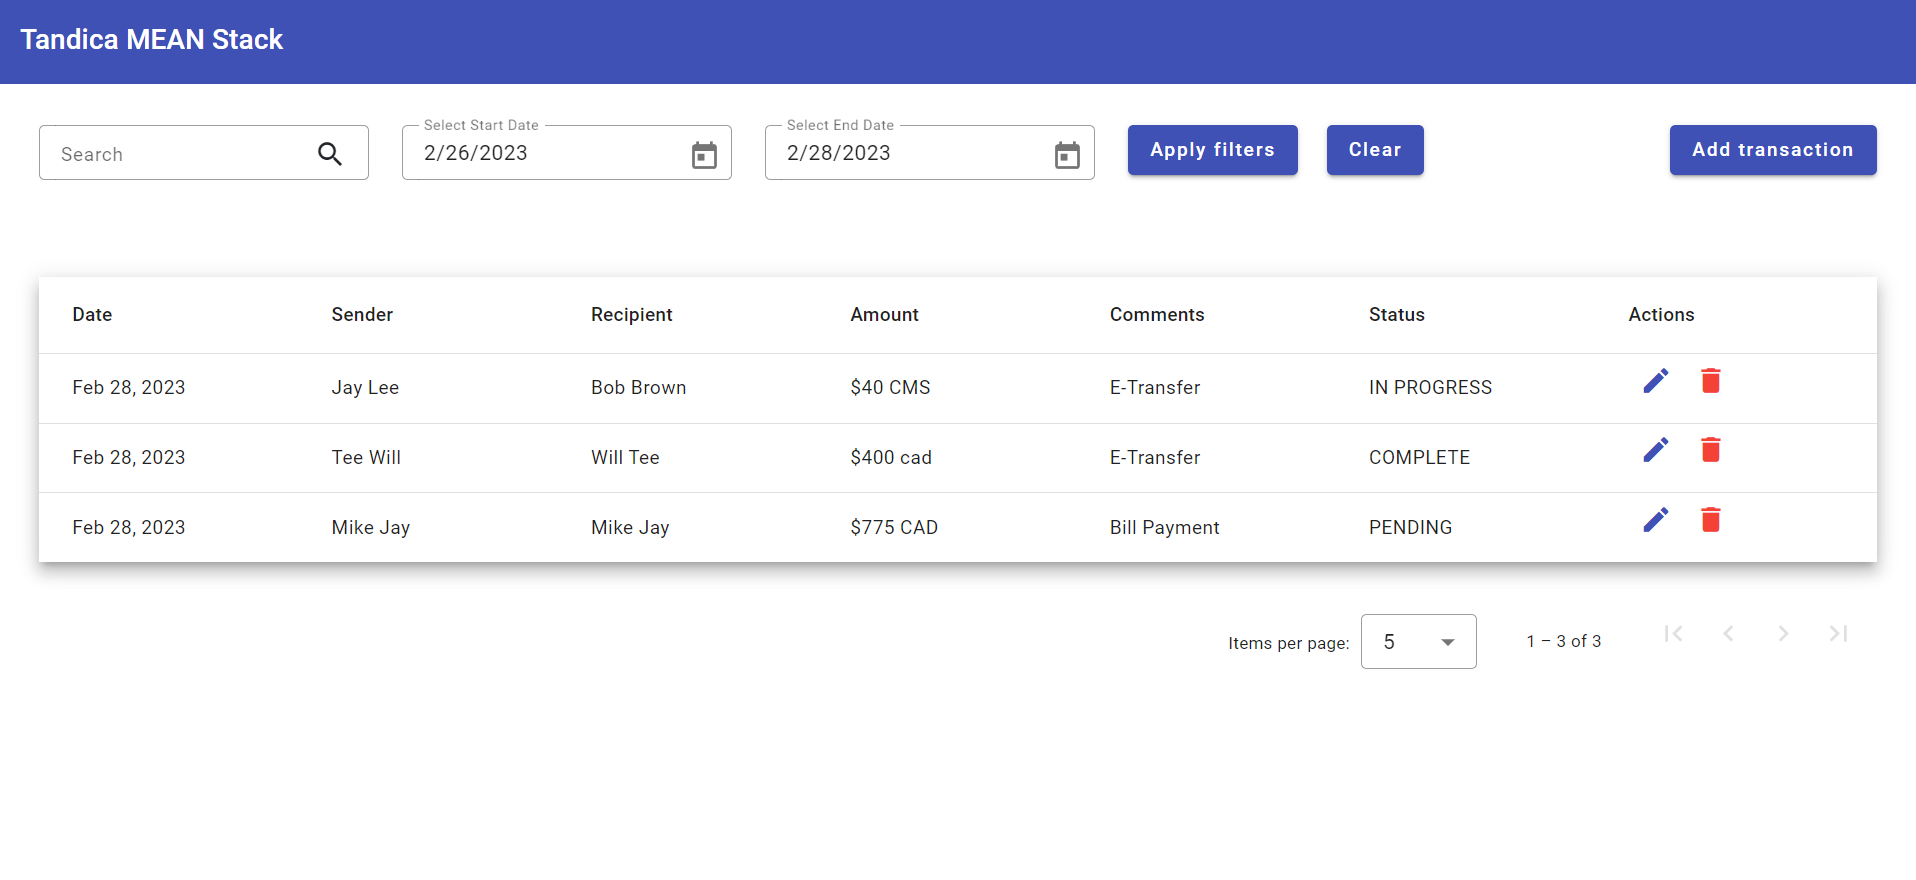 Tandica MEAN Stack
Search
Select Start Date
2/26/2023
Select End Date
2/28/2023
Apply filters
Clear
Add transaction
Date Sender Recipient Amount Comments Status Actions
Feb 28, 2023 Jay Lee Bob Brown $40 CMS E-Transfer IN PROGRESS
Feb 28, 2023 Tee Will Will Tee $400 cad E-Transfer COMPLETE
Feb 28, 2023 Mike Jay Mike Jay $775 CAD Bill Payment PENDING
Items per page: 5 1 – 3 of 3